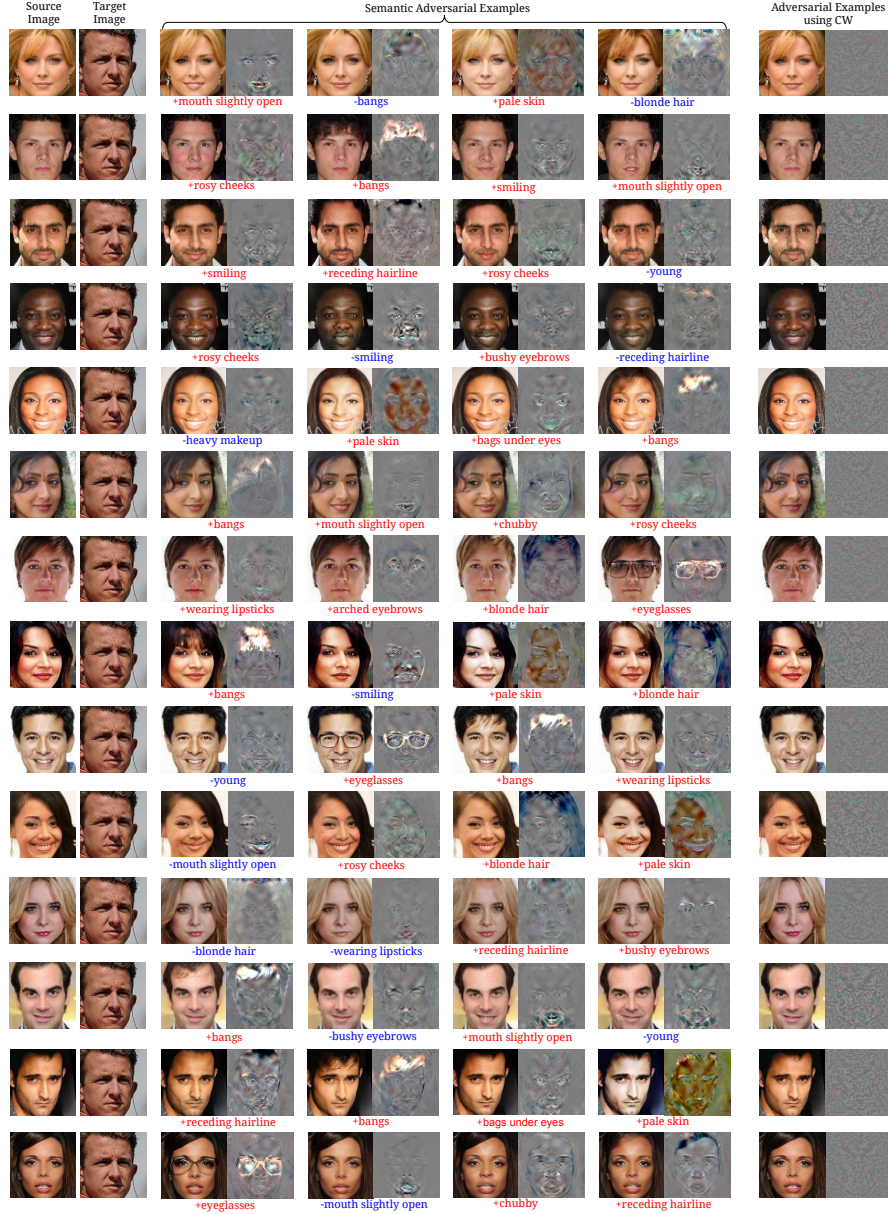 Source
Image
Target
Image
Semantic Adversarial Examples
Adversarial Examples
using CW
+mouth slightly open
-bangs
+pale skin
-blonde hair
+rosy cheeks
+bangs
+smiling
+mouth slightly open
+smiling
+receding hairline
+rosy cheeks
-young
+rosy cheeks
-smiling
+bushy eyebrows
-receding hairline
-heavy makeup
+pale skin
+bags under eyes
+bangs
+bangs
+mouth slightly open
+chubby
+rosy cheeks
+wearing lipsticks
+arched eyebrows
+blonde hair
+eyeglasses
+bangs
-smiling
+pale skin
+blonde hair
-young
+eyeglasses
+bangs
+wearing lipsticks
-mouth slightly open
+rosy cheeks
+blonde hair
+pale skin
-blonde hair
-wearing lipsticks
+receding hairline
+bushy eyebrows
+bangs
-bushy eyebrows
+mouth slightly open
-young
+receding hairline
+bangs
+bags under eyes
+pale skin
+eyeglasses
-mouth slightly open
+chubby
+receding hairline